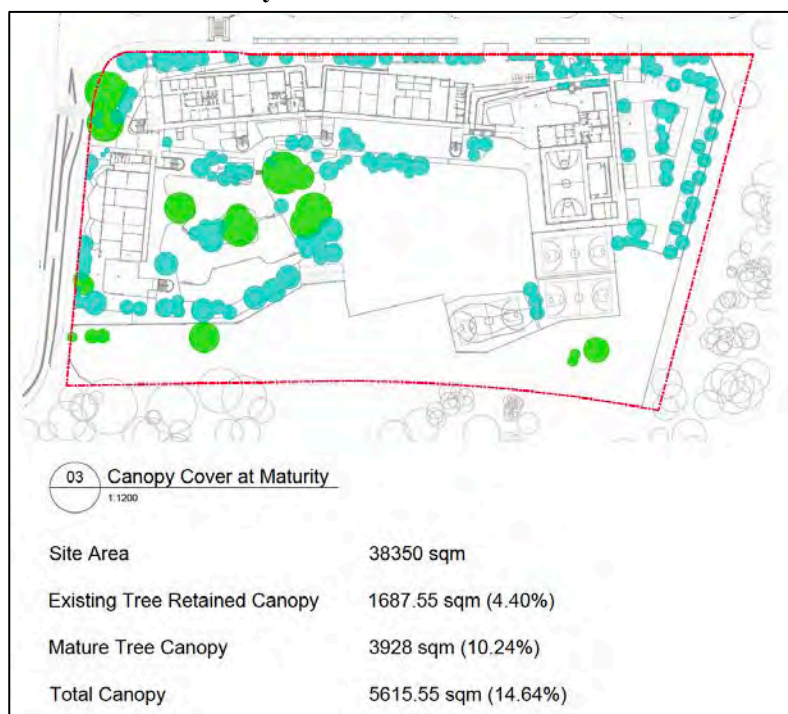 03 Canopy Cover at Maturity
1:1200
Site Area 38350 sqm
Existing Tree Retained Canopy 1687.55 sqm (4.40%)
Mature Tree Canopy 3928 sqm (10.24%)
Total Canopy 5615.55 sqm (14.64%)